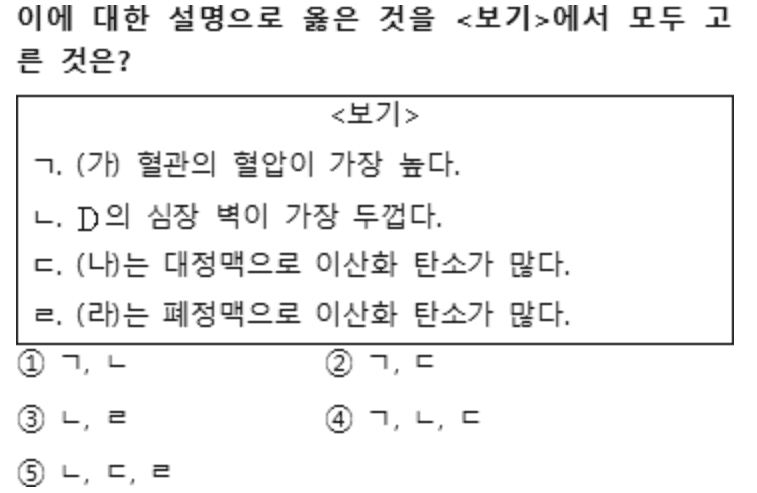 이에 대한 설명으로 옳은 것을 <보기>에서 모두 고
른 것은?
<보기>
ㄱ. (가) 혈관의 혈압이 가장 높다.
ㄴ. D의 심장 벽이 가장 두껍다.
ㄷ. (나)는 대정맥으로 이산화 탄소가 많다.
ㄹ. (라)는 폐정맥으로 이산화 탄소가 많다.
① ㄱ, ㄴ ② ㄱ, ㄷ
③ ㄴ, ㄹ ④ ㄱ, ㄴ, ㄷ
⑤ ㄴ, ㄷ, ㄹ